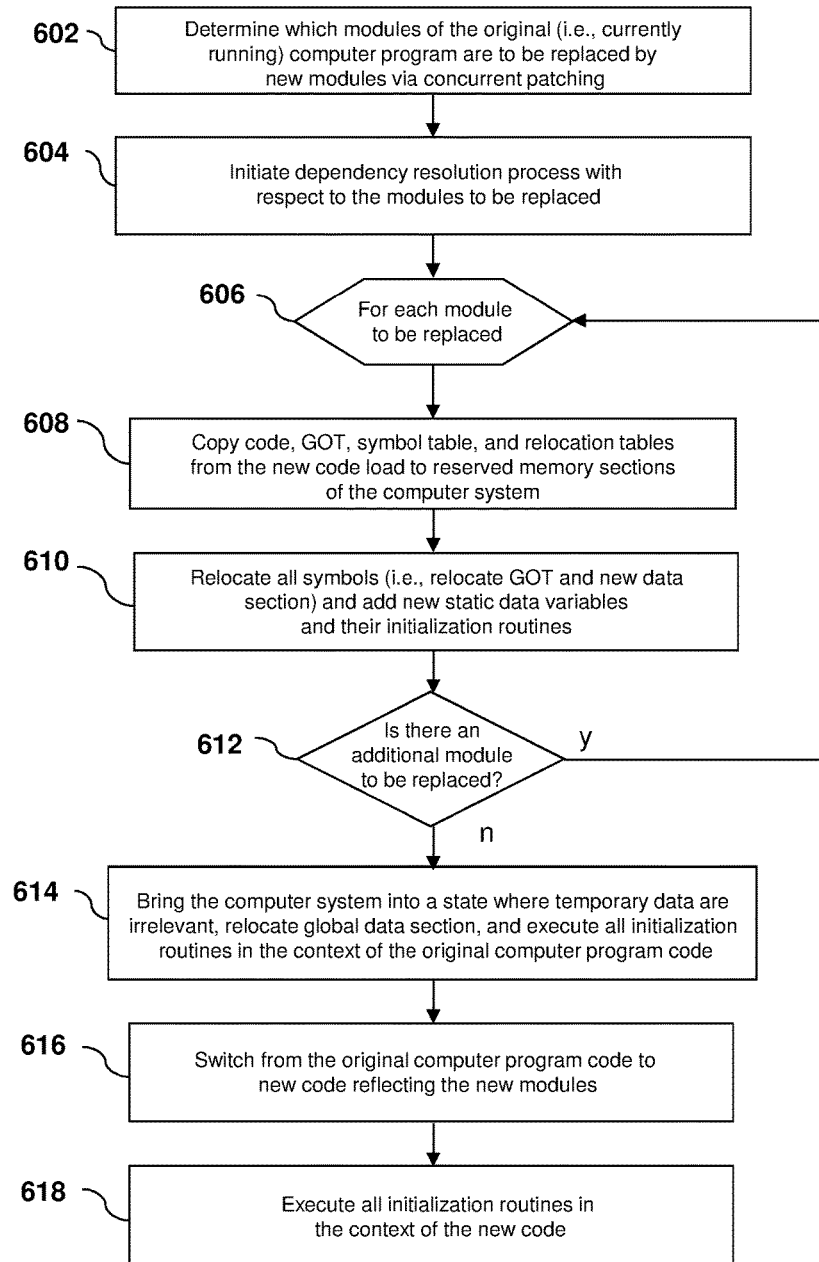 602
Determine which modules of the original (i.e., currently
running) computer program are to be replaced by
new modules via concurrent patching
604
Initiate dependency resolution process with
respect to the modules to be replaced
606
For each module
to be replaced
608
Copy code, GOT, symbol table, and relocation tables
from the new code load to reserved memory sections
of the computer system
610
Relocate all symbols (i.e., relocate GOT and new data
section) and add new static data variables
and their initialization routines
612
Is there an
additional module
to be replaced?
y
n
614
Bring the computer system into a state where temporary data are
irrelevant, relocate global data section, and execute all initialization
routines in the context of the original computer program code
616
Switch from the original computer program code to
new code reflecting the new modules
618
Execute all initialization routines in
the context of the new code